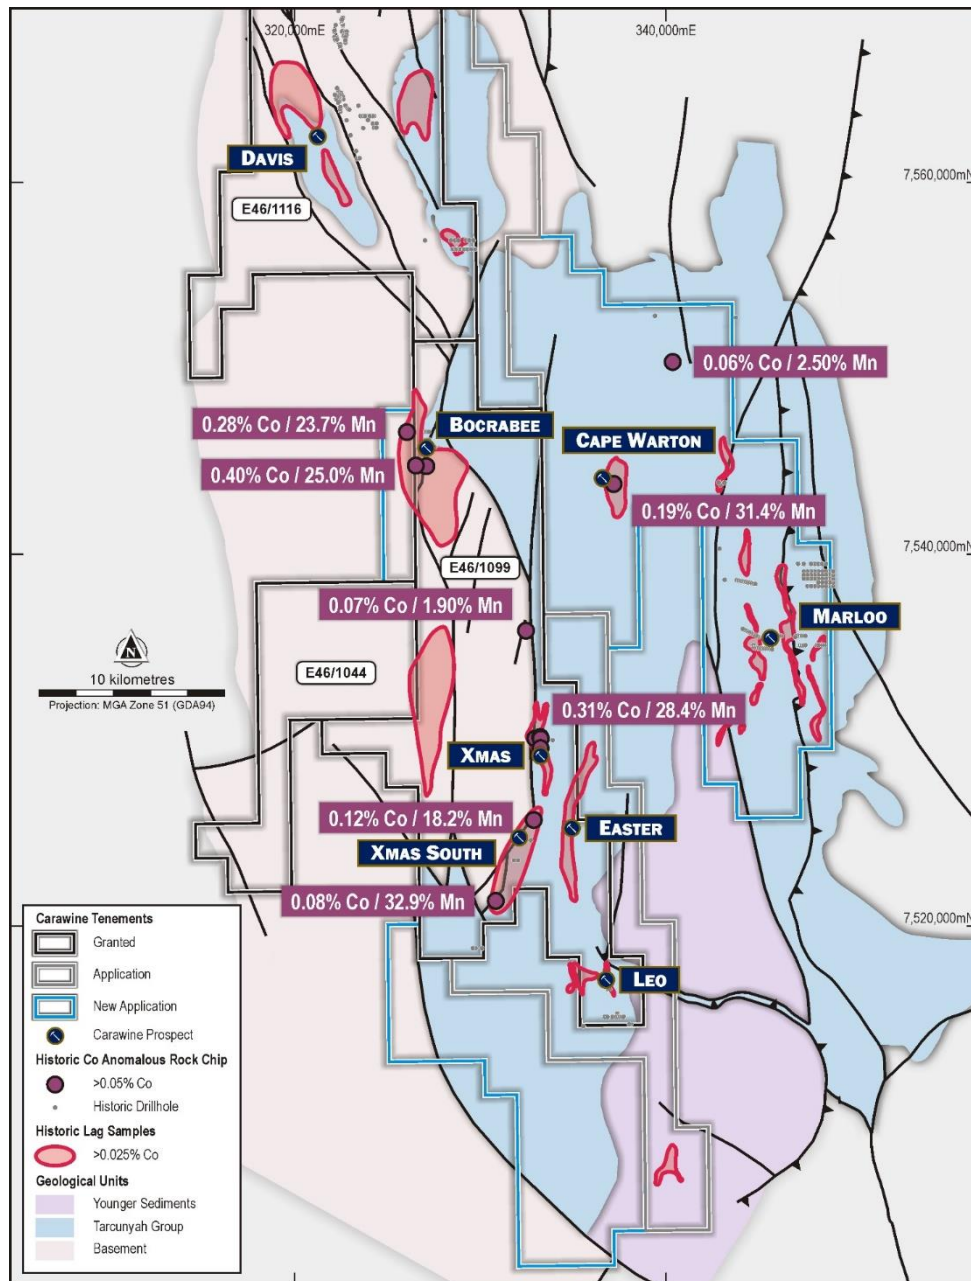 320,000mE
340,000mE
DAVIS
7,560,000mN
E46/1116
0.06% Co / 2.50% Mn
0.28% Co / 23.7% Mn
BOCRABEE
CAPE WARTON
0.40% Co / 25.0% Mn
0.19% Co / 31.4% Mn
7,540,000mN
E46/1099
0.07% Co / 1.90% Mn
MARLOO
N
E46/1044
10 kilometres
Projection: MGA Zone 51 (GDA94)
0.31% Co / 28.4% Mn
XMAS
0.12% Co / 18.2% Mn
EASTER
XMAS SOUTH
0.08% Co / 32.9% Mn
7,520,000mN
LEO
Carawine Tenements
Granted
Application
New Application
Carawine Prospect
Historic Co Anomalous Rock Chip
>0.05% Co
Historic Drillhole
Historic Lag Samples
>0.025% Co
Geological Units
Younger Sediments
Tarcunyah Group
Basement